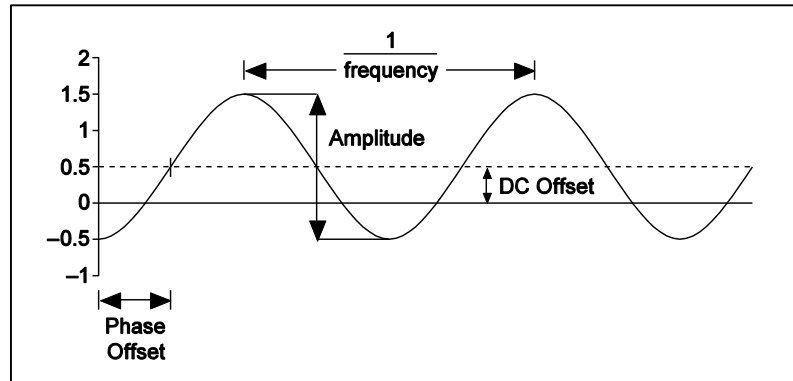 2
1.5
1
0.5
0
–0.5
–1
1
frequency
Amplitude
DC Offset
Phase
Offset